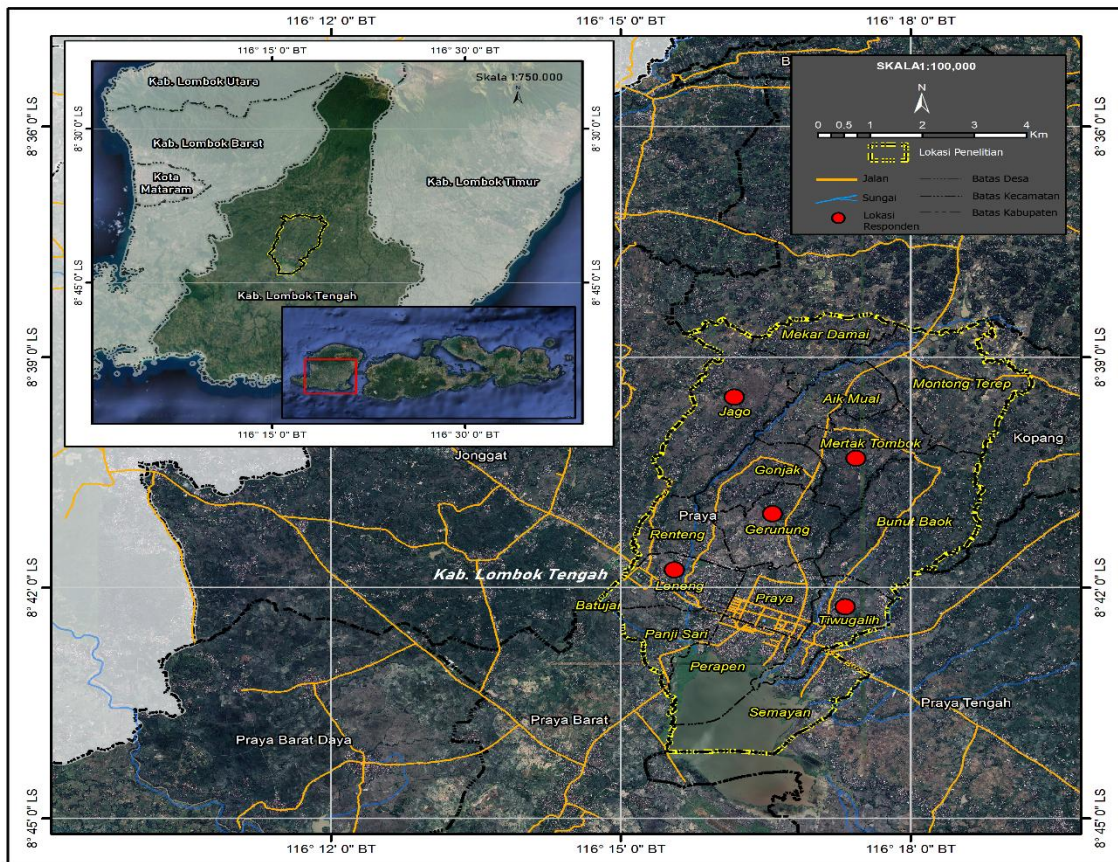 116° 12' 0" BT
116° 15' 0" BT
116° 18' 0" BT
116° 15' 0" BT
116° 30' 0" BT
Skala 1:750.000
N
Kab. Lombok Utara
Kab. Lombok Barat
Kota
Mataram
Kab. Lombok Timur
Kab. Lombok Tengah
8° 30' 0" LS
8° 45' 0" LS
8° 30' 0" LS
8° 45' 0" LS
116° 15' 0" BT
116° 30' 0" BT
SKALA1:100,000
N
0 0.5 1 2 3 4
Km
Lokasi Penelitian
Jalan
Sungai
Lokasi
Responden
Batas Desa
Batas Kecamatan
Batas Kabupaten
8° 36' 0" LS
8° 36' 0" LS
8° 39' 0" LS
8° 39' 0" LS
8° 42' 0" LS
8° 42' 0" LS
8° 45' 0" LS
8° 45' 0" LS
Mekar Damai
Montong Terep
Aik Mual
Jago
Mertak Tombok
Kopang
Jonggat
Gonjak
Praya
Gerunung
Bunut Baok
Renteng
Kab. Lombok Tengah
Leneng
Batujai
Praya
Tiwugalih
Panji Sari
Perapen
Semayan
Praya Tengah
Praya Barat
Praya Barat Daya
116° 12' 0" BT
116° 15' 0" BT
116° 18' 0" BT